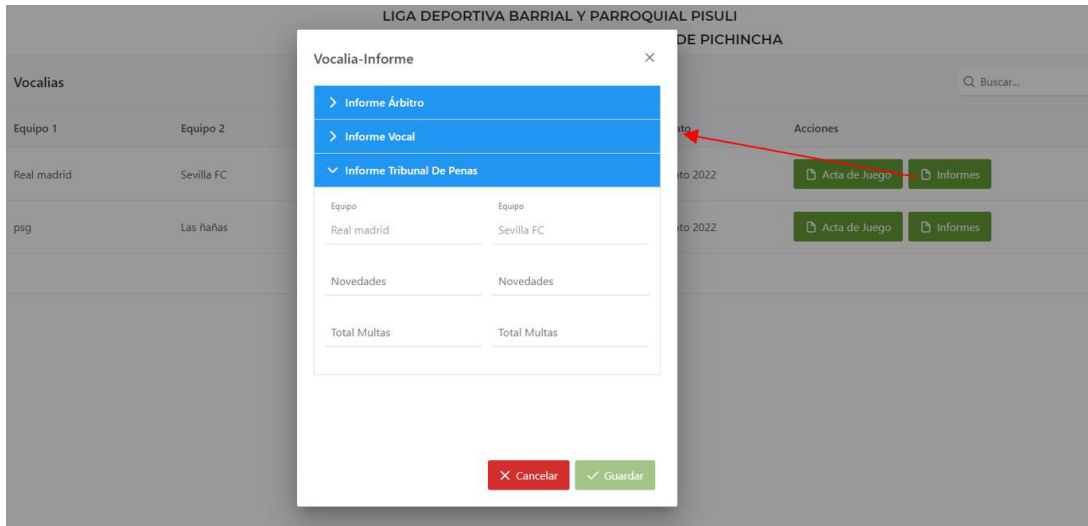 LIGA DEPORTIVA BARRIAL Y PARROQUIAL PISULI
DE PICHINCHA
Vocalia-Informe
Vocalias
Buscar...
Informe Árbitro
Equipo 1 Equipo 2 Acciones
Informe Vocal
Real madrid Sevilla FC 2022 Acta de Juego Informes
Informe Tribunal De Penas
Equipo Equipo
Real madrid Sevilla FC
psg Las ñañas 2022 Acta de Juego Informes
Novedades Novedades
Total Multas Total Multas
Cancelar Guardar